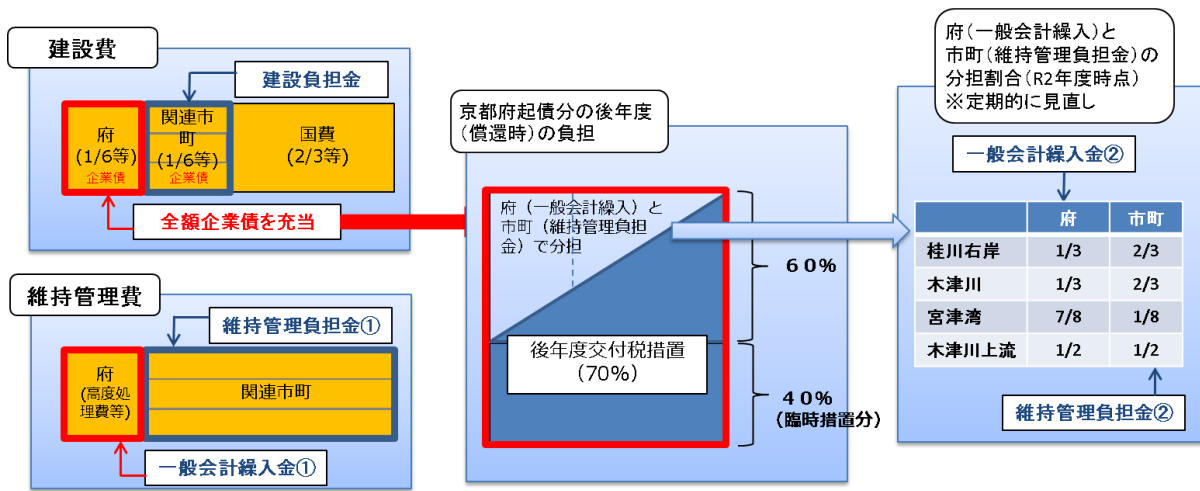 建設費
建設負担金
府
(1/6等)
企業債
関連市
町
(1/6等)
企業債
国費
(2/3等)
全額企業債を充当
維持管理費
維持管理負担金①
府
(高度処
理費等)
関連市町
一般会計繰入金①
京都府起債分の後年度
(償還時)の負担
府（一般会計繰入）と
市町（維持管理負担
金）で分担
60%
後年度交付税措置
(70%)
40%
(臨時措置分)
府(一般会計繰入)と
市町(維持管理負担金)の
分担割合(R2年度時点)
※定期的に見直し
一般会計繰入金②
府 市町
桂川右岸 1/3 2/3
木津川 1/3 2/3
宮津湾 7/8 1/8
木津川上流 1/2 1/2
維持管理負担金②